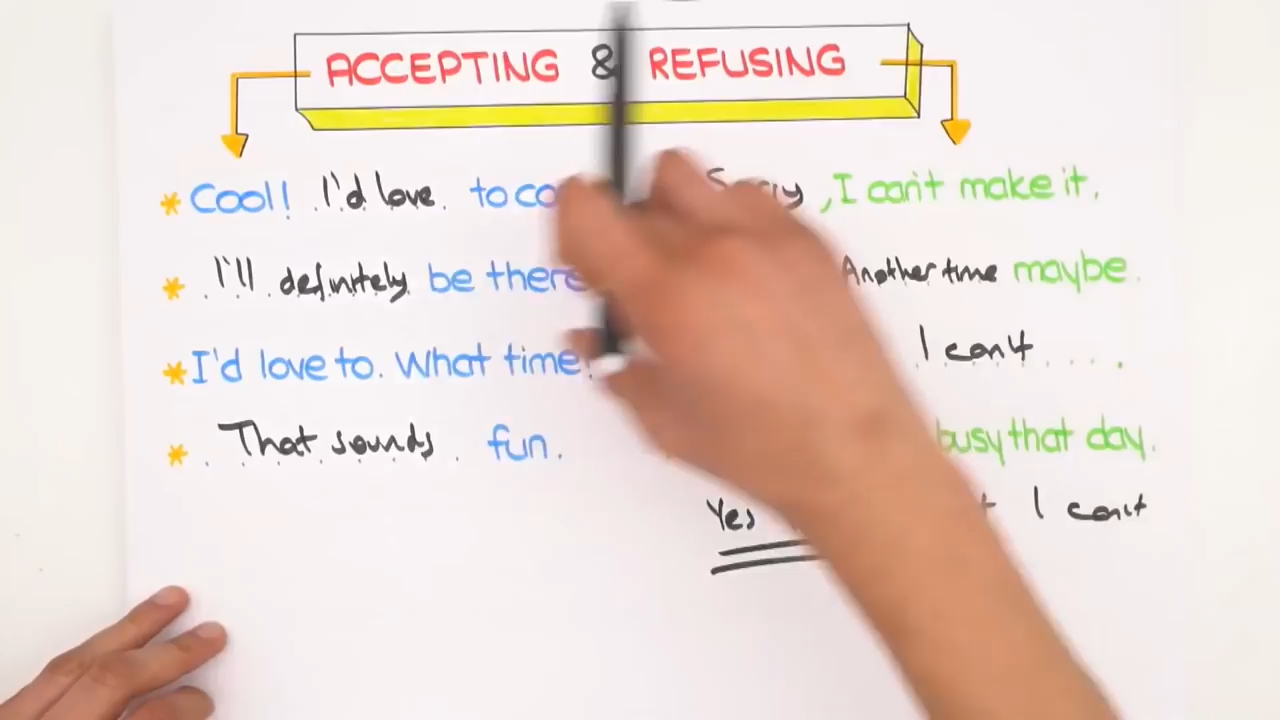 ACCEPTING & REFUSING
Cool! I'd love to
I'll definitely be there
I'd love to. What time
That sounds fun.
Sorry, I can't make it.
Another time maybe.
I can't
busy that day.
Yes
I can't